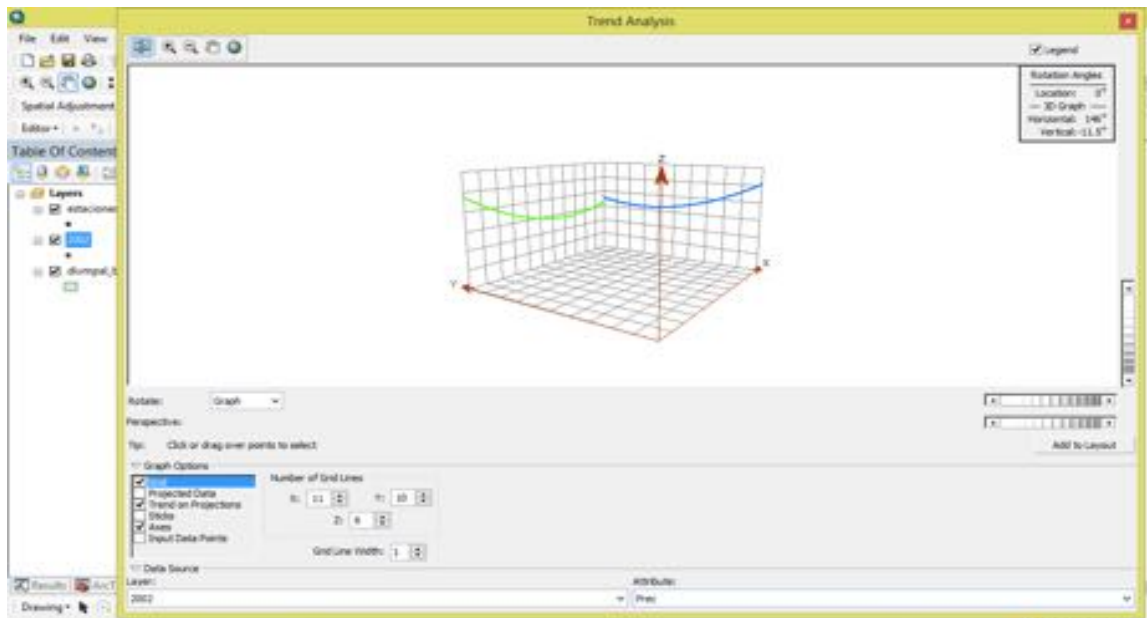 Trend Analysis
File Edit View
Legend
Rotation Angles
Location: 0°
3D Graph
Horizontal: 146°
Vertical: -11.5°
Spatial Adjustment
Editor
Table Of Content
Layers
estaciones
2002
Z
X
Y
Rotate: Graph
Perspective:
Tip: Click or drag over points to select
Add to Layout
Graph Options
Grid
Projected Data
Trend on Projections
Sticks
Axes
Input Data Points
Number of Grid Lines
X: 11 Y: 10
Z: 6
Grid Line Width: 1
Data Source
Layer:
Attribute:
2002
Prec
Results ArcT
Drawing